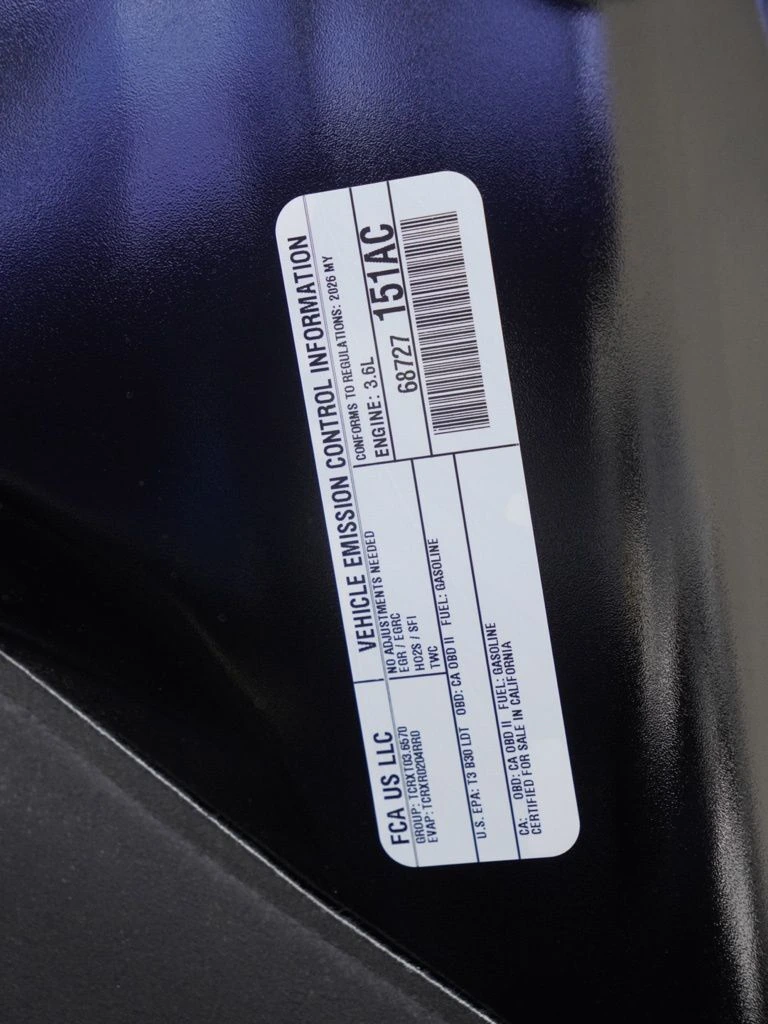 FCA US LLC
GROUP: TCRXT03.6570
EVAP: TCRXR0204RR0
VEHICLE EMISSION CONTROL INFORMATION
NO ADJUSTMENTS NEEDED
EGR / EGRC
HO2S / SFI
TWC
CONFORMS TO REGULATIONS: 2026 MY
ENGINE: 3.6L
68727 151AC
U.S. EPA: T3 B30 LDT OBD: CA OBD II FUEL: GASOLINE
CA: OBD: CA OBD II FUEL: GASOLINE
CERTIFIED FOR SALE IN CALIFORNIA